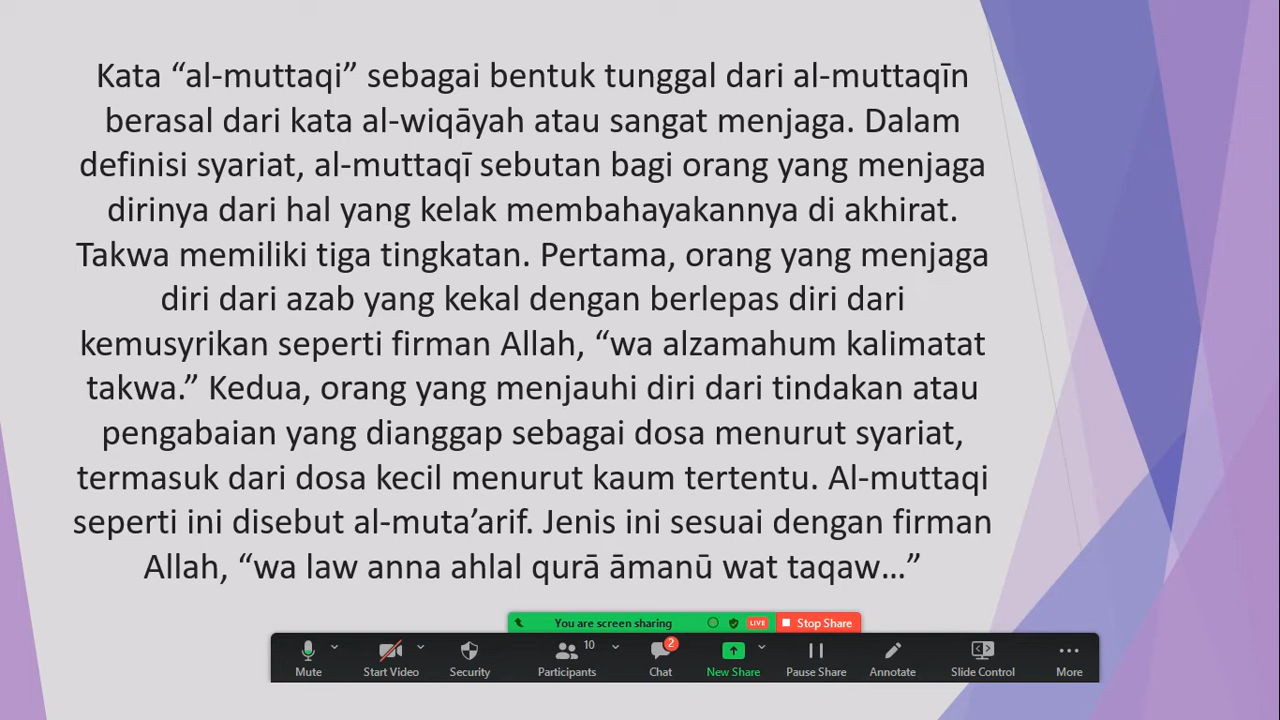 Kata “al-muttaqi” sebagai bentuk tunggal dari al-muttaqīn
berasal dari kata al-wiqāyah atau sangat menjaga. Dalam
definisi syariat, al-muttaqī sebutan bagi orang yang menjaga
dirinya dari hal yang kelak membahayakannya di akhirat.
Takwa memiliki tiga tingkatan. Pertama, orang yang menjaga
diri dari azab yang kekal dengan berlepas diri dari
kemusyrikan seperti firman Allah, “wa alzamahum kalimatat
takwa.” Kedua, orang yang menjauhi diri dari tindakan atau
pengabaian yang dianggap sebagai dosa menurut syariat,
termasuk dari dosa kecil menurut kaum tertentu. Al-muttaqi
seperti ini disebut al-muta’arif. Jenis ini sesuai dengan firman
Allah, “wa law anna ahlal qurā āmanū wat taqaw…”
You are screen sharing LIVE Stop Share
10 2
Mute Start Video Security Participants Chat New Share Pause Share Annotate Slide Control More